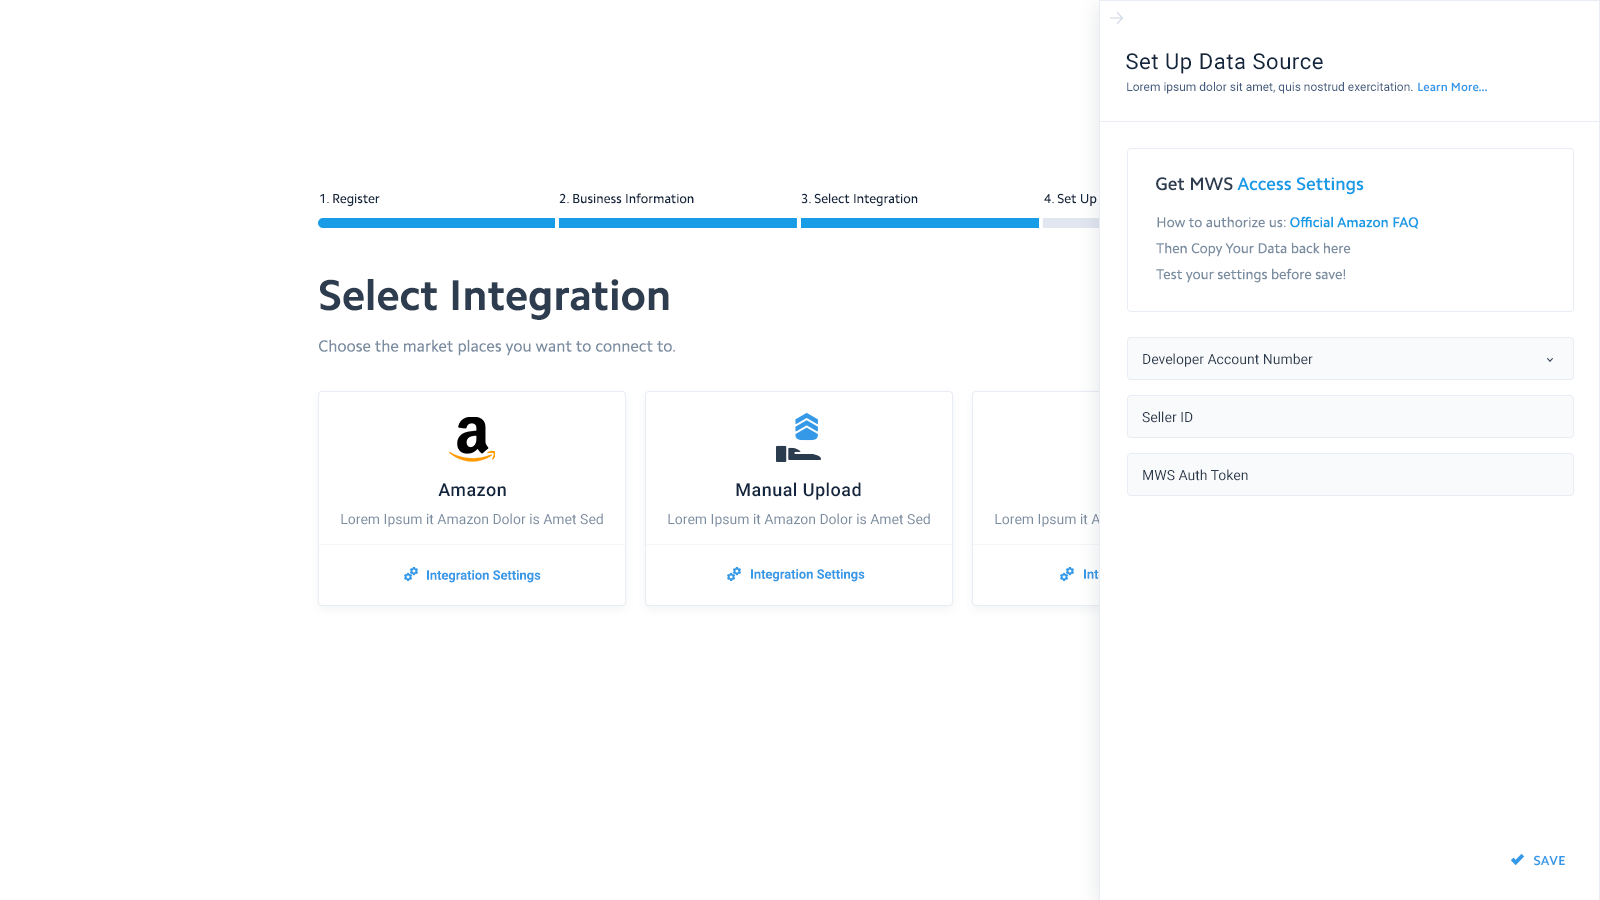 1. Register
2. Business Information
3. Select Integration
4. Set Up
Select Integration
Choose the market places you want to connect to.
Amazon
Lorem Ipsum it Amazon Dolor is Amet Sed
Integration Settings
Manual Upload
Lorem Ipsum it Amazon Dolor is Amet Sed
Integration Settings
Lorem Ipsum it A
Int
Set Up Data Source
Lorem ipsum dolor sit amet, quis nostrud exercitation. Learn More...
Get MWS Access Settings
How to authorize us: Official Amazon FAQ
Then Copy Your Data back here
Test your settings before save!
Developer Account Number
Seller ID
MWS Auth Token
SAVE